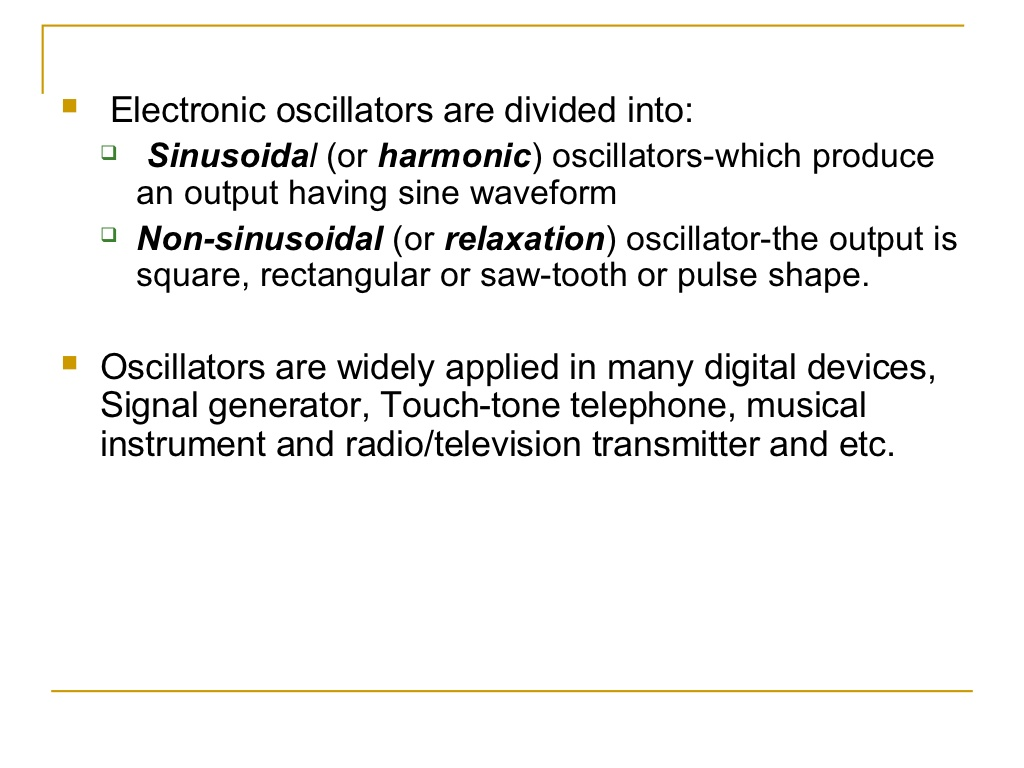 Electronic oscillators are divided into:
Sinusoidal (or harmonic) oscillators-which produce
an output having sine waveform
Non-sinusoidal (or relaxation) oscillator-the output is
square, rectangular or saw-tooth or pulse shape.
Oscillators are widely applied in many digital devices,
Signal generator, Touch-tone telephone, musical
instrument and radio/television transmitter and etc.